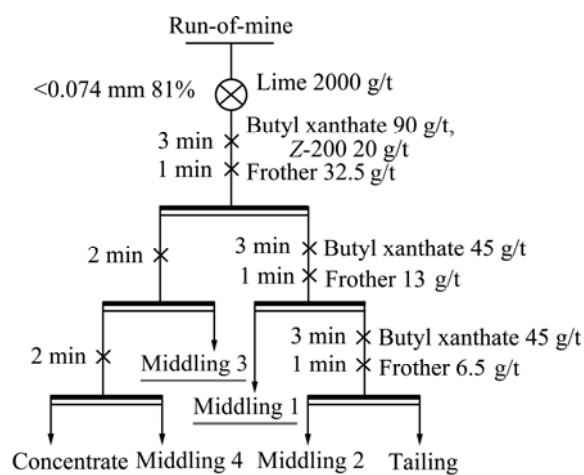 Run-of-mine
<0.074 mm 81%
Lime 2000 g/t
3 min
Butyl xanthate 90 g/t,
Z-200 20 g/t
1 min
Frother 32.5 g/t
2 min
3 min
Butyl xanthate 45 g/t
1 min
Frother 13 g/t
2 min
Middling 3
3 min
Butyl xanthate 45 g/t
1 min
Frother 6.5 g/t
Middling 1
Concentrate
Middling 4
Middling 2
Tailing